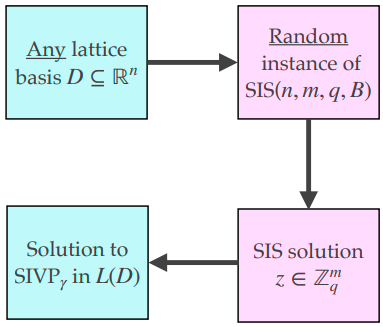 Any lattice
basis D ⊆ ℝⁿ
Random
instance of
SIS(n, m, q, B)
SIS solution
z ∈ ℤ_q^m
Solution to
SIVP_γ in L(D)